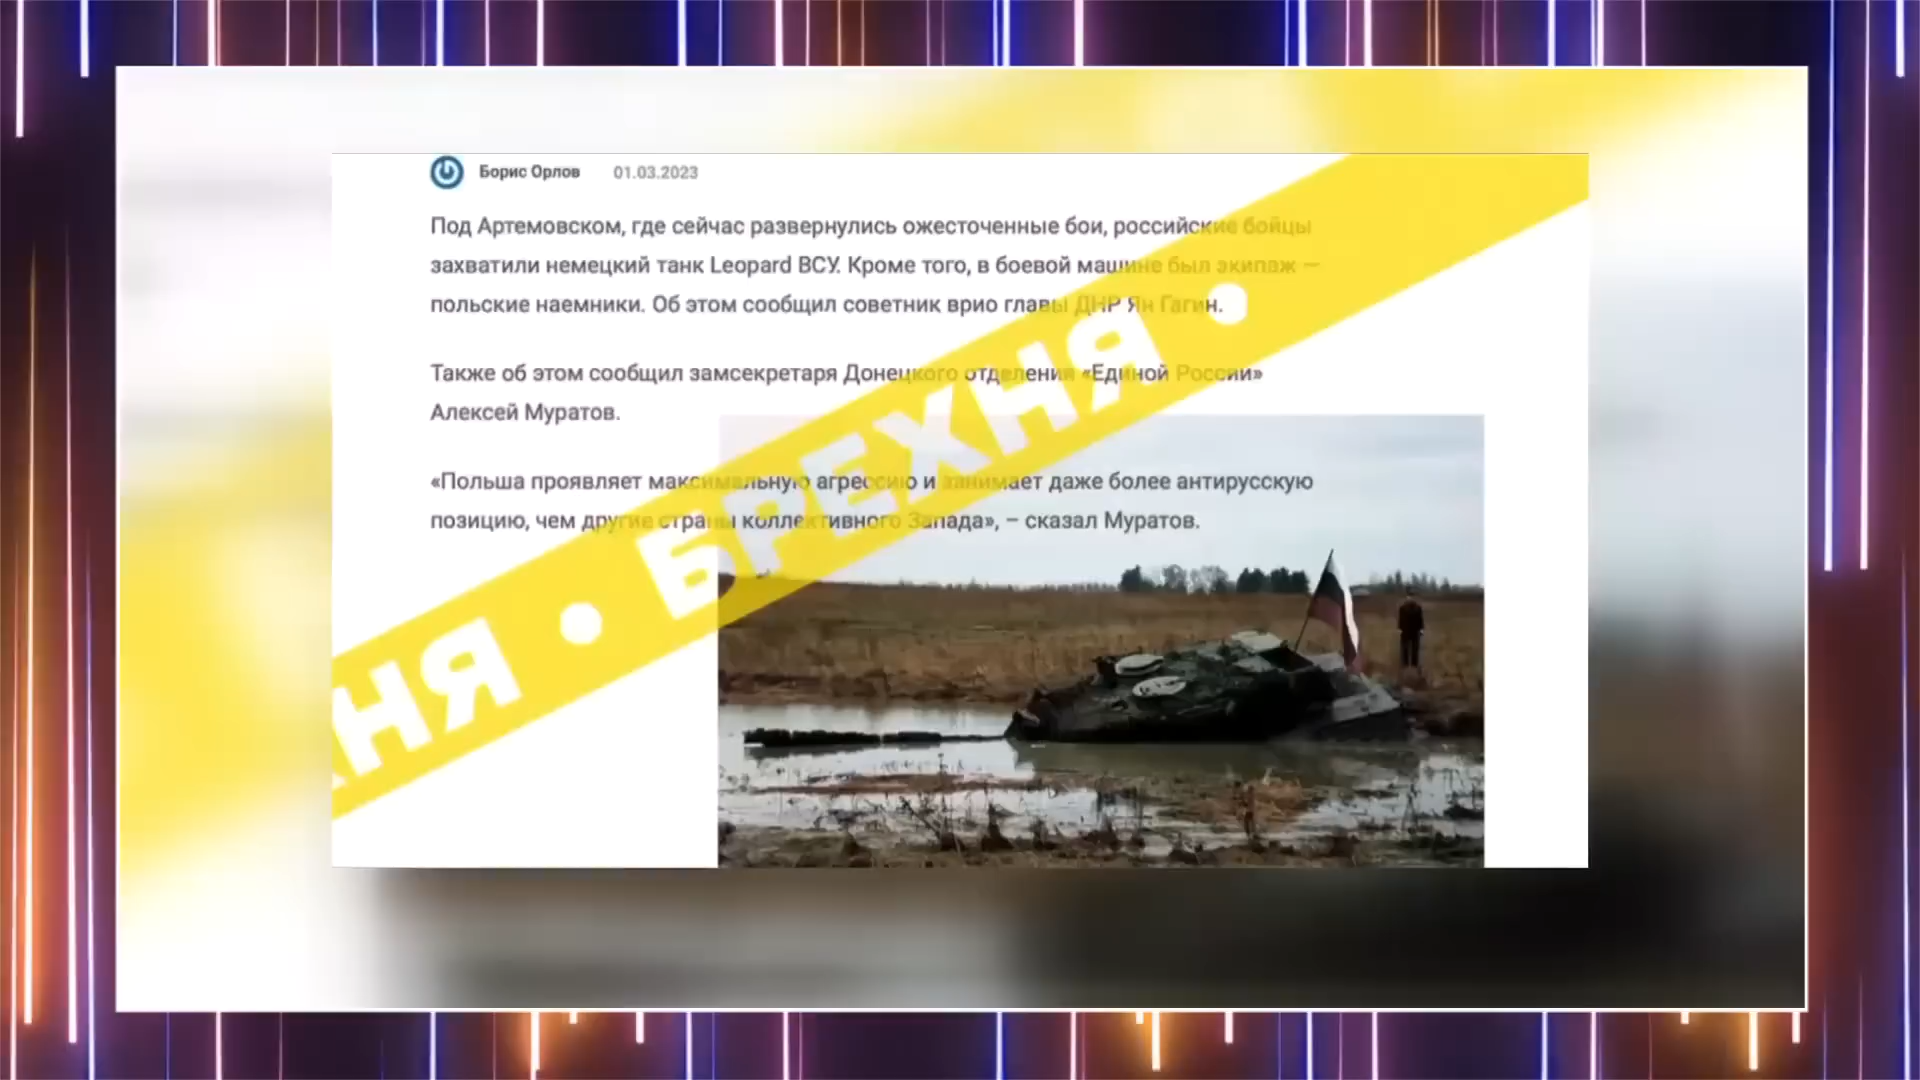 Борис Орлов 01.03.2023
Под Артемовском, где сейчас развернулись ожесточенные бои, российские бойцы
захватили немецкий танк Leopard ВСУ. Кроме того, в боевой машине был экипаж —
польские наемники. Об этом сообщил советник врио главы ДНР Ян Гагин.
Также об этом сообщил замсекретаря Донецкого отделения «Единой России»
Алексей Муратов.
«Польша проявляет максимальную агрессию и занимает даже более антирусскую
позицию, чем другие страны коллективного Запада», – сказал Муратов.
ХНЯ • БРЕХНЯ •